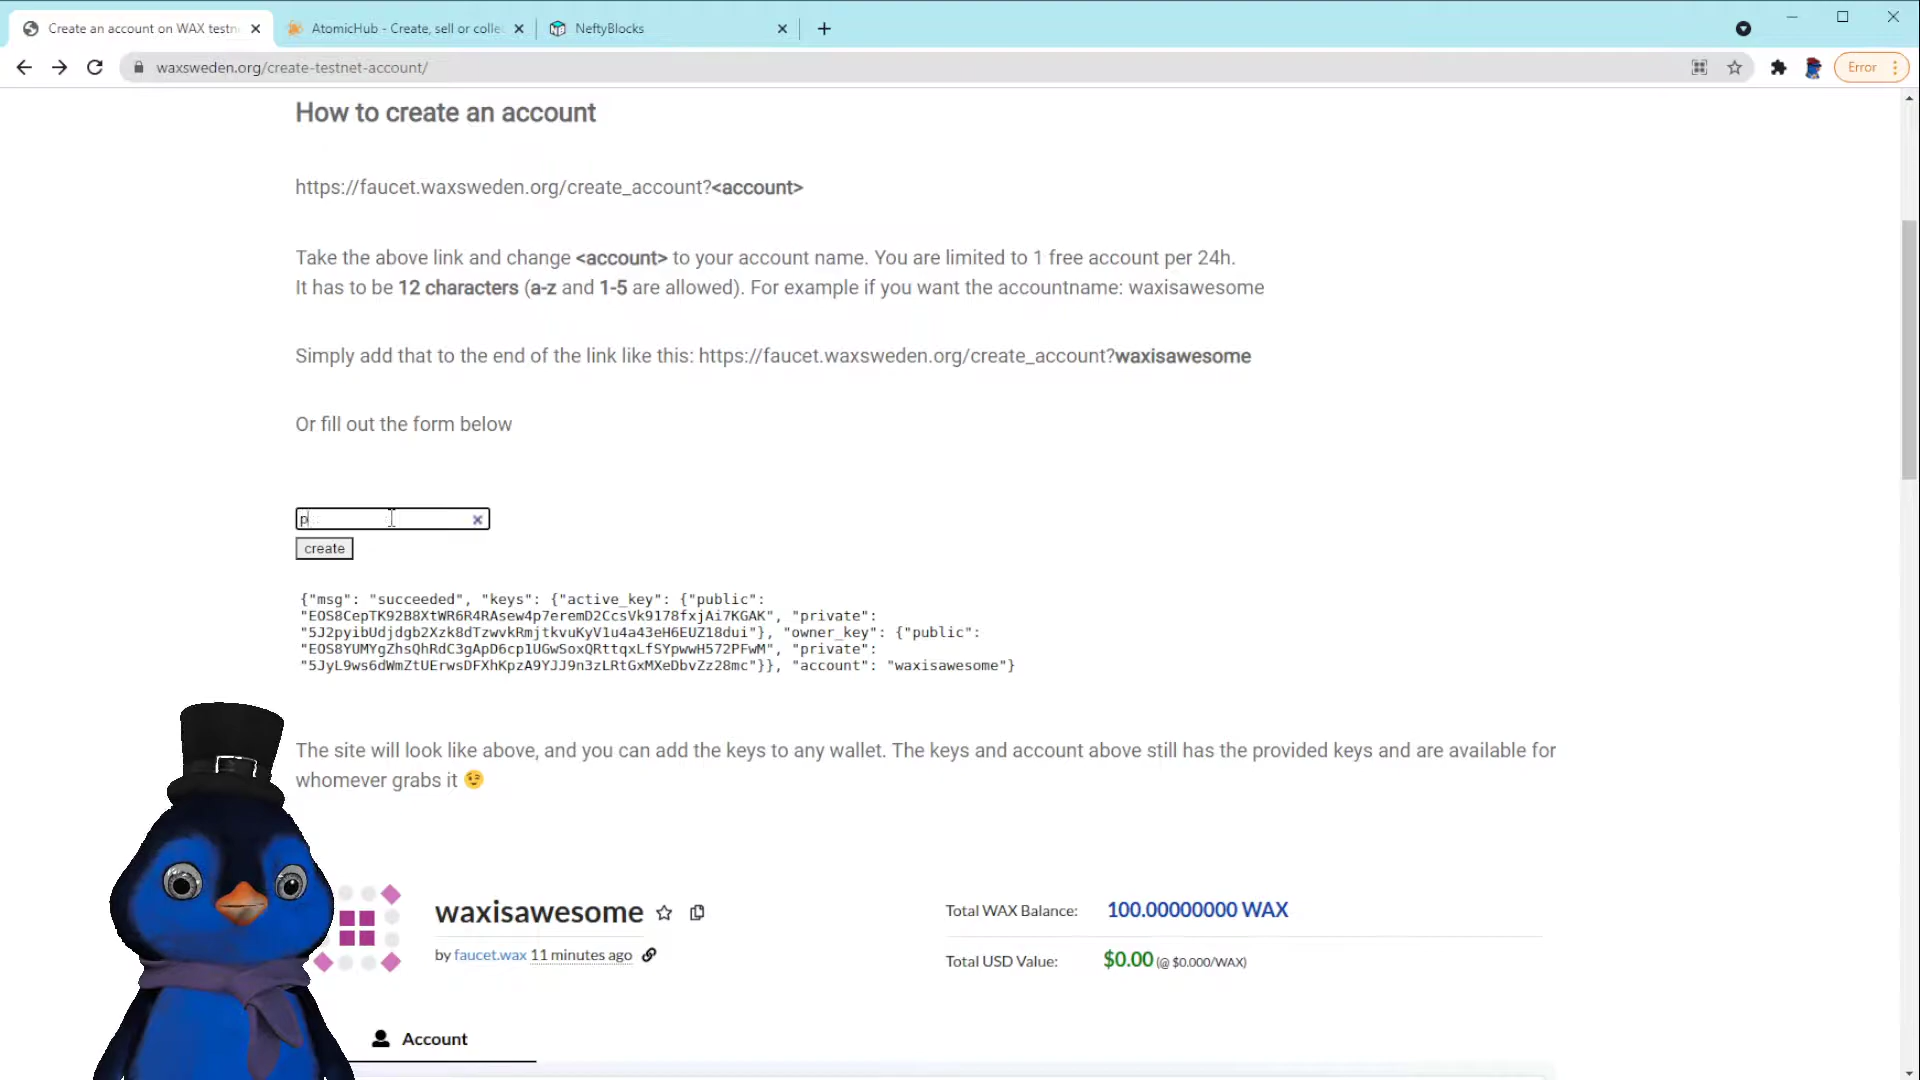 Create an account on WAX testn
AtomicHub - Create, sell or colle
NeftyBlocks
waxsweden.org/create-testnet-account/
Error
How to create an account
https://faucet.waxsweden.org/create_account?<account>
Take the above link and change <account> to your account name. You are limited to 1 free account per 24h.
It has to be 12 characters (a-z and 1-5 are allowed). For example if you want the accountname: waxisawesome
Simply add that to the end of the link like this: https://faucet.waxsweden.org/create_account?waxisawesome
Or fill out the form below
p
create
{"msg": "succeeded", "keys": {"active_key": {"public":
"EOS8CepTK92B8XtWR6R4RAsew4p7eremD2CcsVk9178fxjAi7KGAK", "private":
"5J2pyibUdjdgb2Xzk8dTzwvkRmjtkvuKyV1u4a43eH6EUZ18dui"}, "owner_key": {"public":
"EOS8YUMYgZhsQhRdC3gApD6cp1UGwSoxQRttqxLfSYpwwH572PFwM", "private":
"5JyL9ws6dWmZtUErwsDFXhKpzA9YJJ9n3zLRtGxMXeDbvZz28mc"}}, "account": "waxisawesome"}
The site will look like above, and you can add the keys to any wallet. The keys and account above still has the provided keys and are available for
whomever grabs it 😉
waxisawesome
Total WAX Balance: 100.00000000 WAX
by faucet.wax 11 minutes ago
Total USD Value: $0.00 (@ $0.000/WAX)
Account